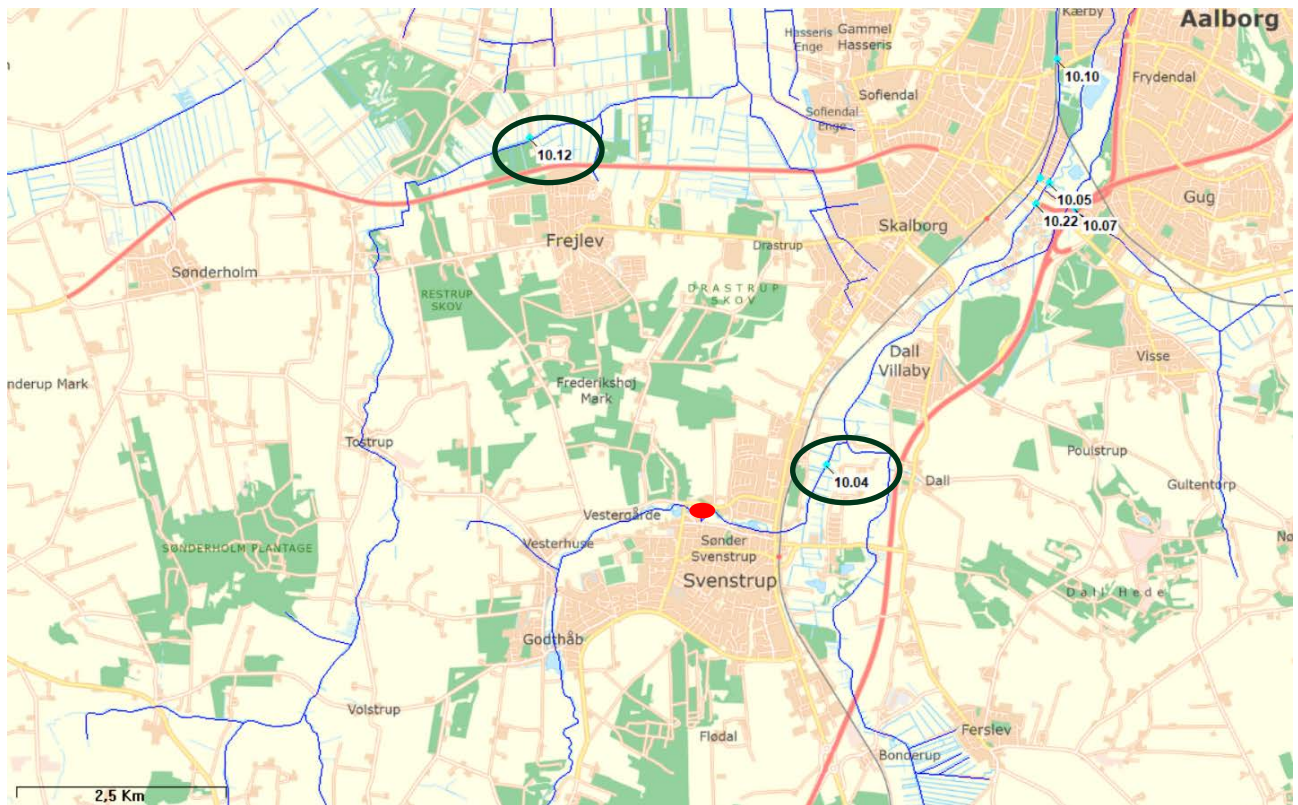 Kærby
Aalborg
Hasseris
Enge
Gammel
Hasseris
10.10
Frydendal
Sofiendal
Sofiendal
Enge
10.12
10.05
Gug
10.22
10.07
Skalborg
Frejlev
Drastrup
Sønderholm
RESTRUP
SKOV
DRASTRUP
SKOV
Dall
Villaby
Visse
nderup Mark
Frederikshøj
Mark
Tostrup
Poulstrup
10.04
Dall
Gultentorp
Vestergårde
SØNDERHOLM PLANTAGE
Vesterhuse
Sønder
Svenstrup
Nø
Svenstrup
Dall Hede
Godthåb
Volstrup
Flødal
Ferslev
Bonderup
2,5 Km